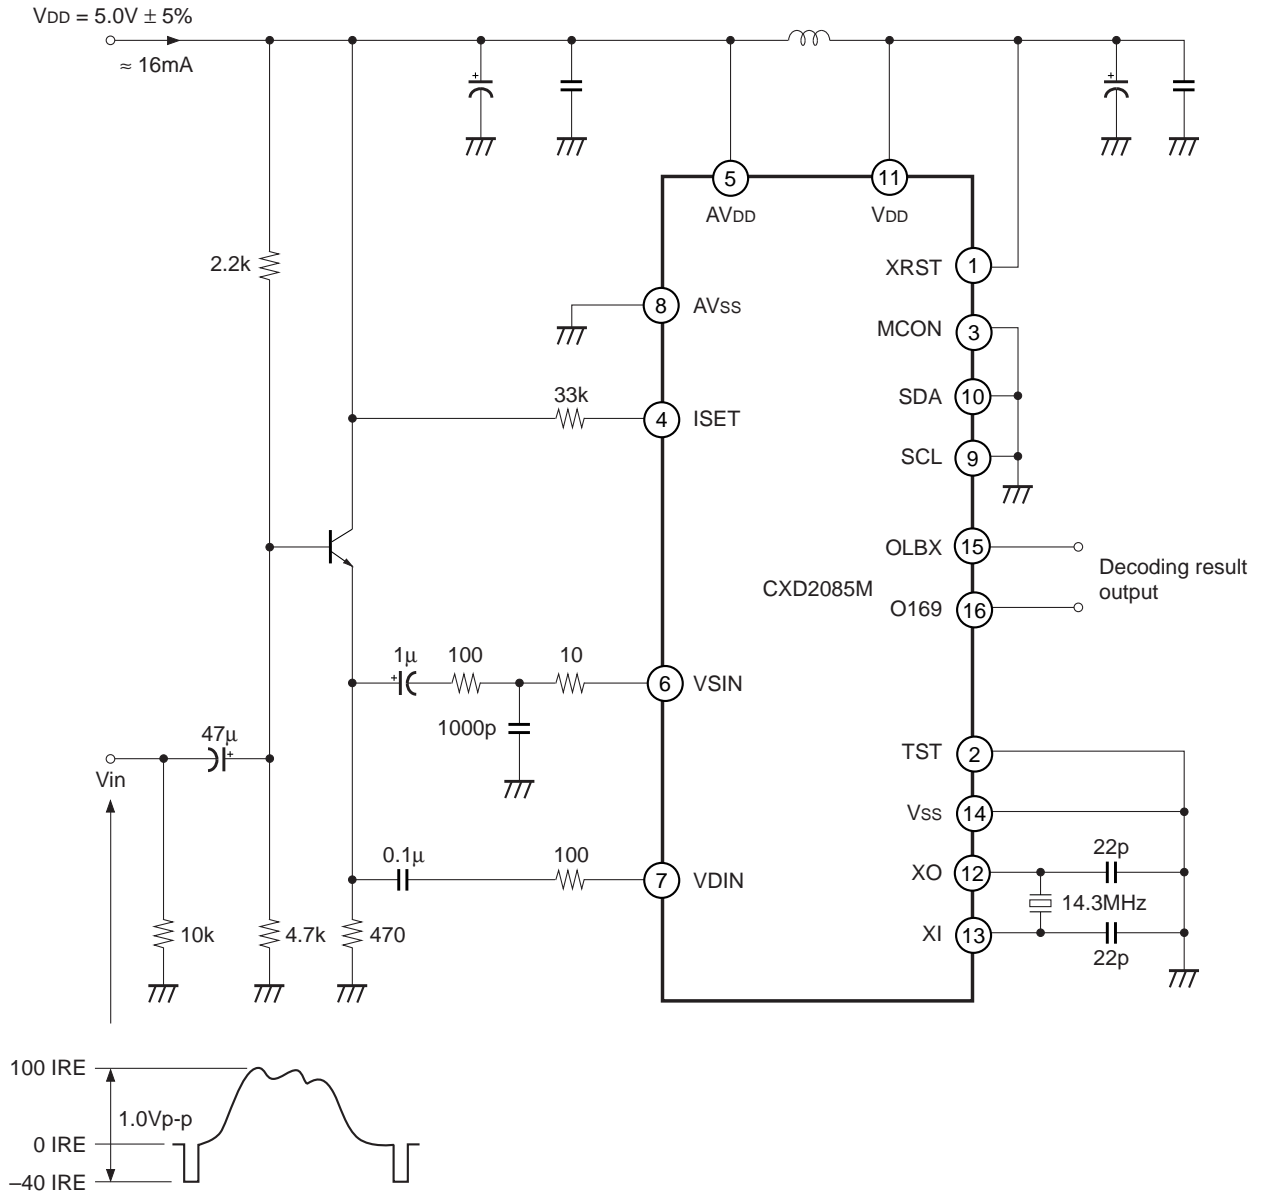 VDD = 5.0V ± 5%
≈ 16mA
+
+
5
11
AVDD
VDD
2.2k
XRST
1
8
AVSS
MCON
3
33k
SDA
10
4
ISET
SCL
9
OLBX
15
Decoding result
output
CXD2085M
O169
16
1μ
100
10
+
6
VSIN
47μ
1000p
+
Vin
TST
2
VSS
14
0.1μ
100
22p
7
VDIN
XO
12
14.3MHz
10k
4.7k
470
XI
13
22p
100 IRE
1.0Vp-p
0 IRE
–40 IRE